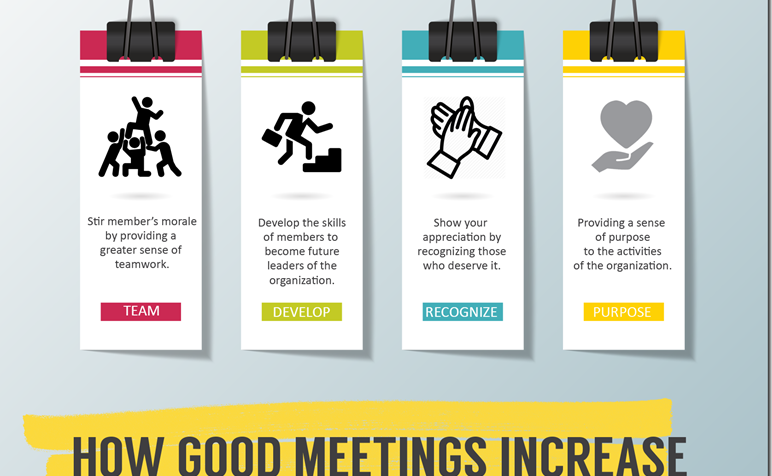 Stir member's morale
by providing a
greater sense of
teamwork.
TEAM
Develop the skills
of members to
become future
leaders of the
organization.
DEVELOP
Show your
appreciation by
recognizing those
who deserve it.
RECOGNIZE
Providing a sense
of purpose
to the activities
of the organization.
PURPOSE
HOW GOOD MEETINGS INCREASE